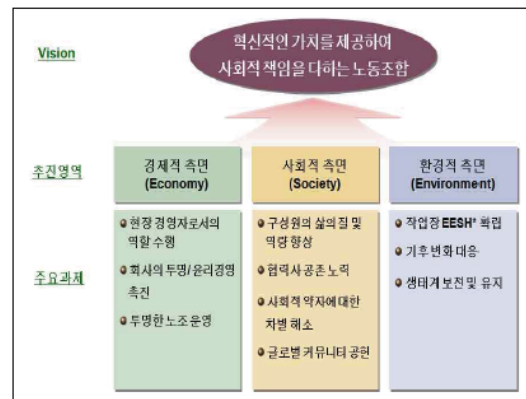 Vision
혁신적인 가치를 제공하여
사회적 책임을 다하는 노동조합
추진영역
경제적 측면
(Economy)
사회적 측면
(Society)
환경적 측면
(Environment)
주요과제
현장 경영자로서의
역할 수행
회사의 투명/윤리경영
촉진
투명한 노조 운영
구성원의 삶의 질 및
역량 향상
협력사 공존 노력
사회적 약자에 대한
차별 해소
글로벌 커뮤니티 공헌
작업장 EESH* 확립
기후 변화 대응
생태계 보전 및 유지